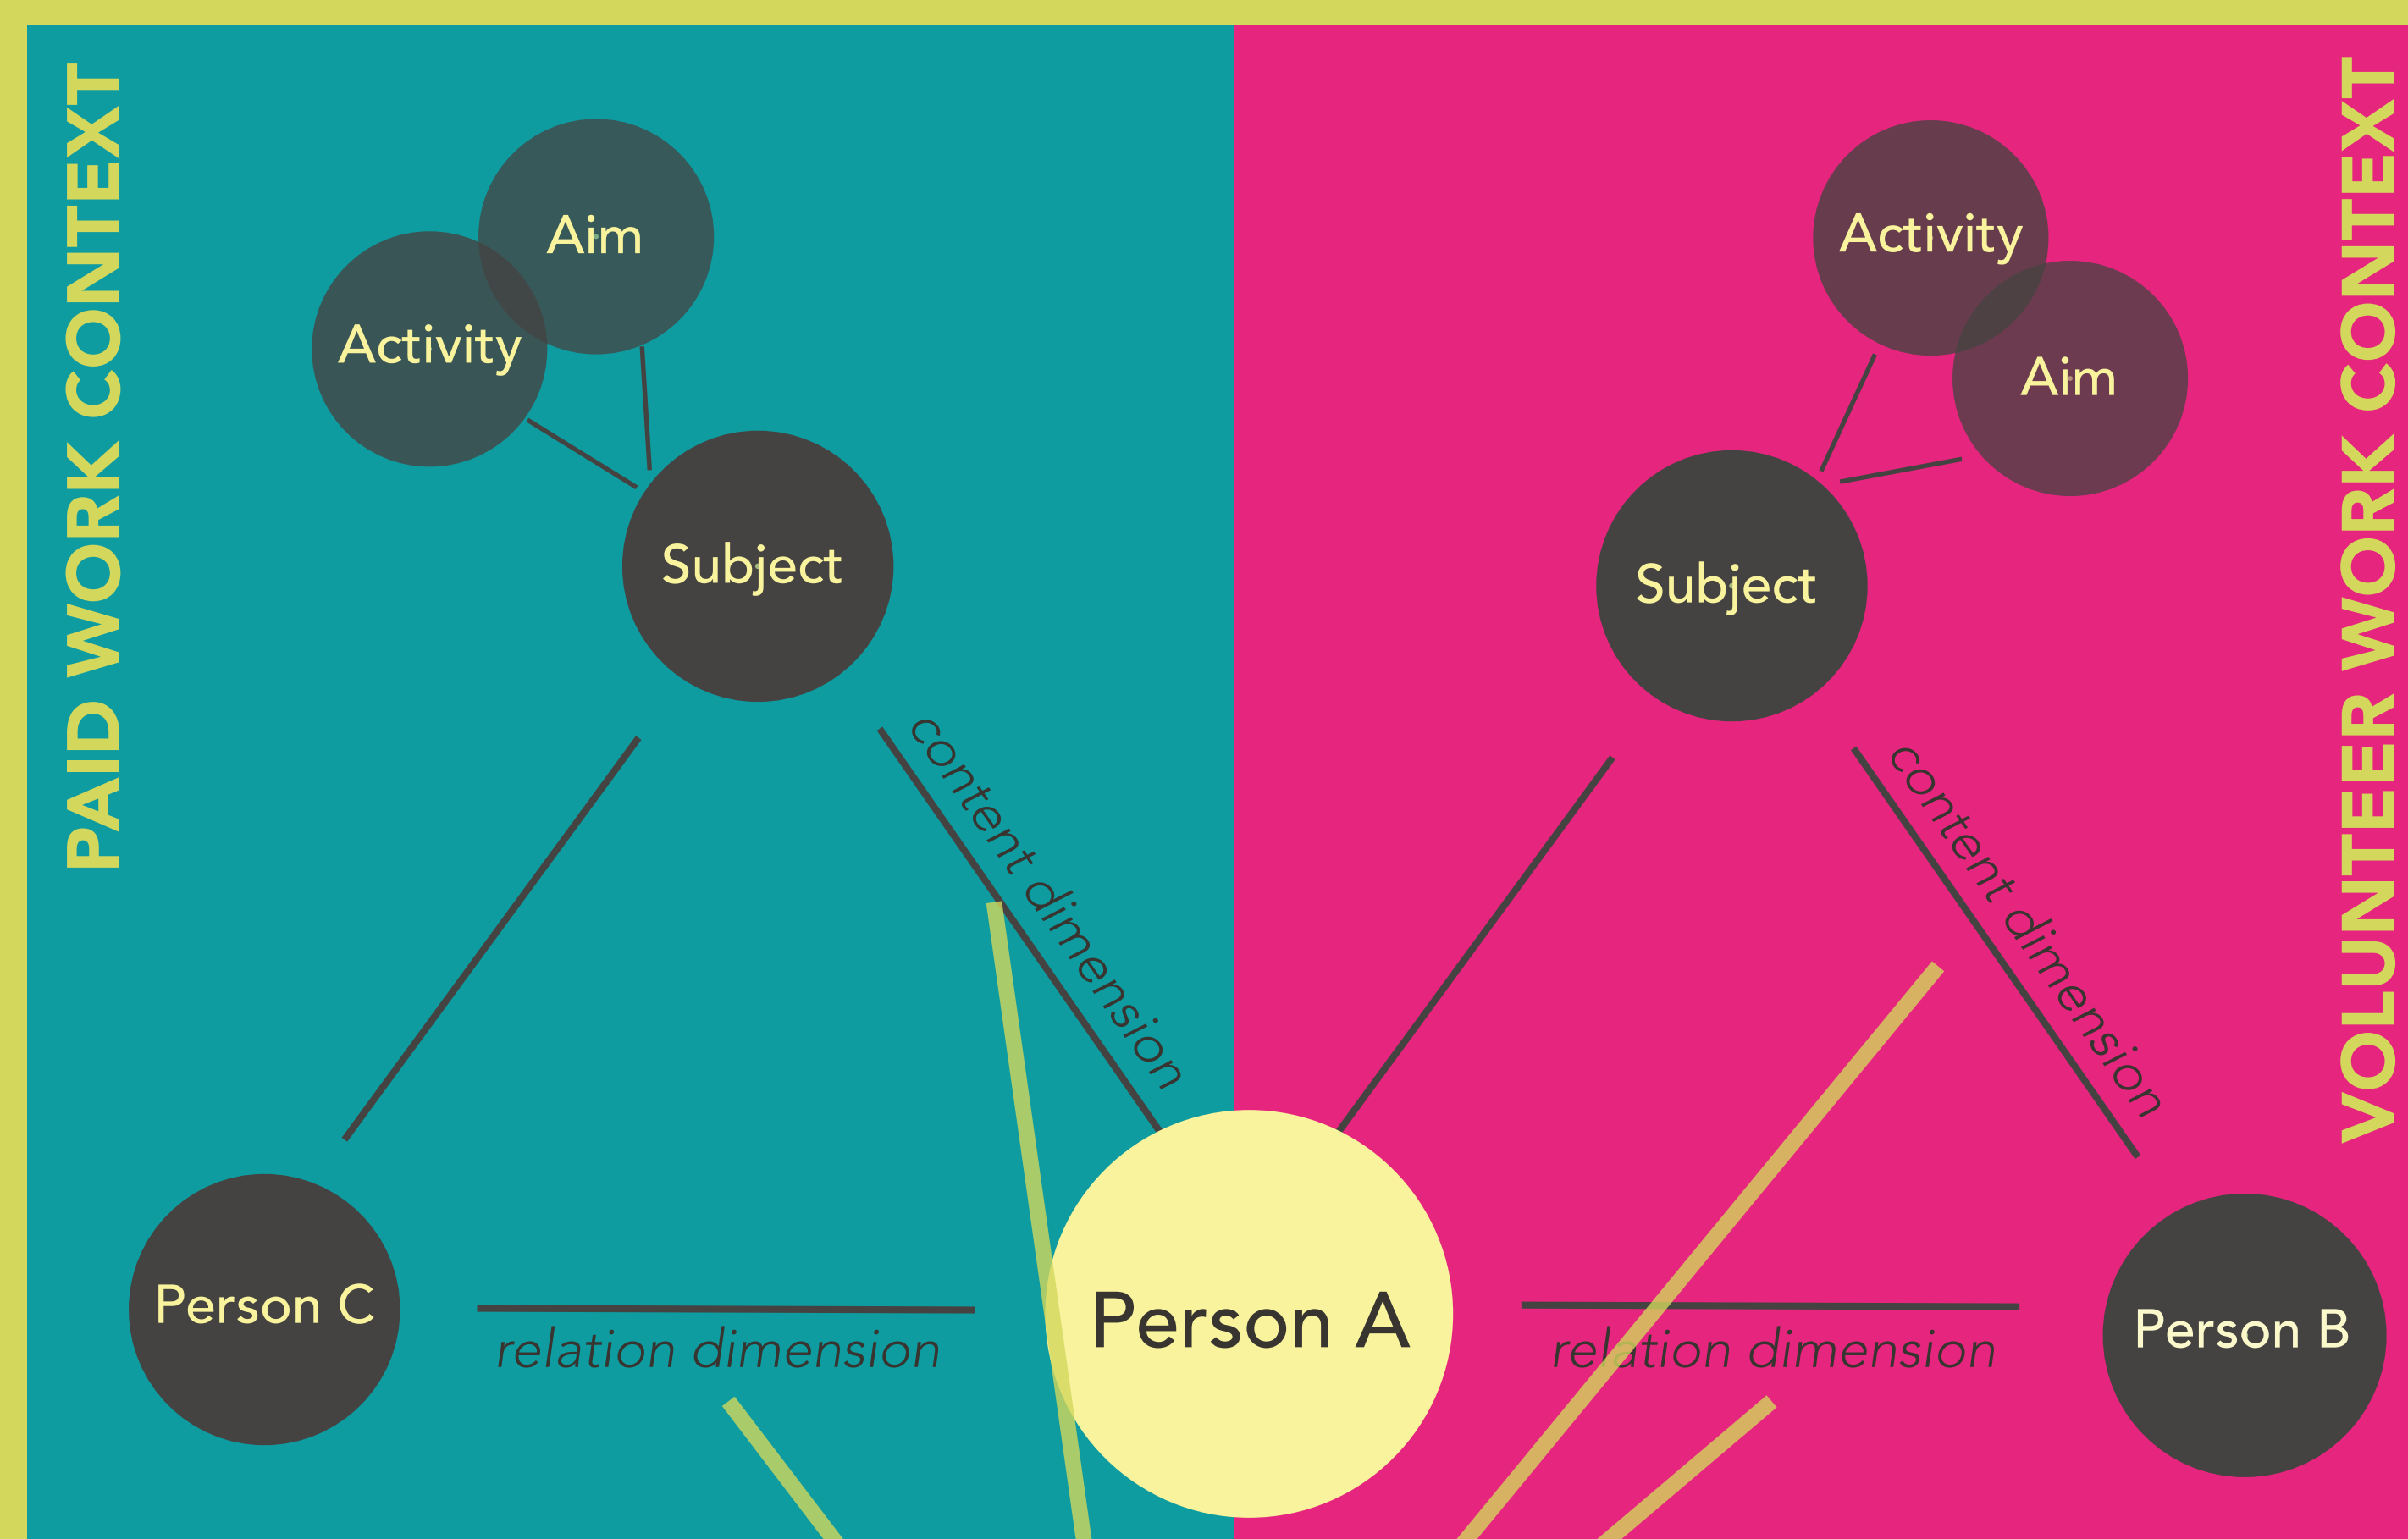 PAID WORK CONTEXT
Aim
Activity
Subject
content dimension
Person C
relation dimension
Person A
Activity
Aim
Subject
content dimension
relation dimension
Person B
VOLUNTEER WORK CONTEXT